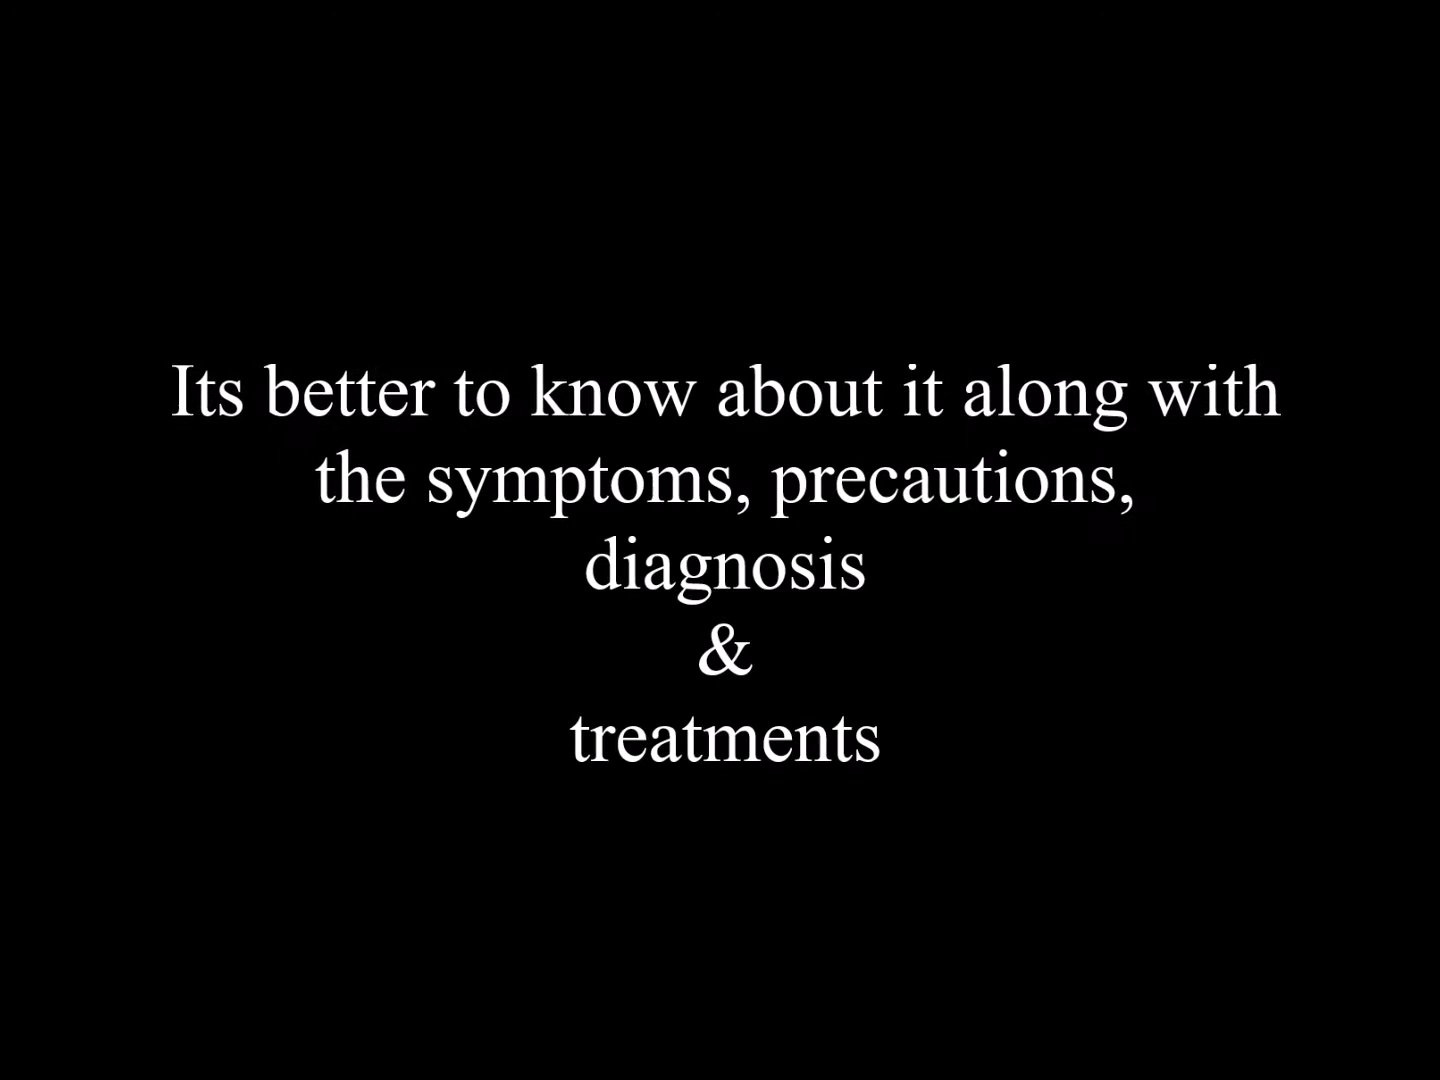 Its better to know about it along with
the symptoms, precautions,
diagnosis
&
treatments